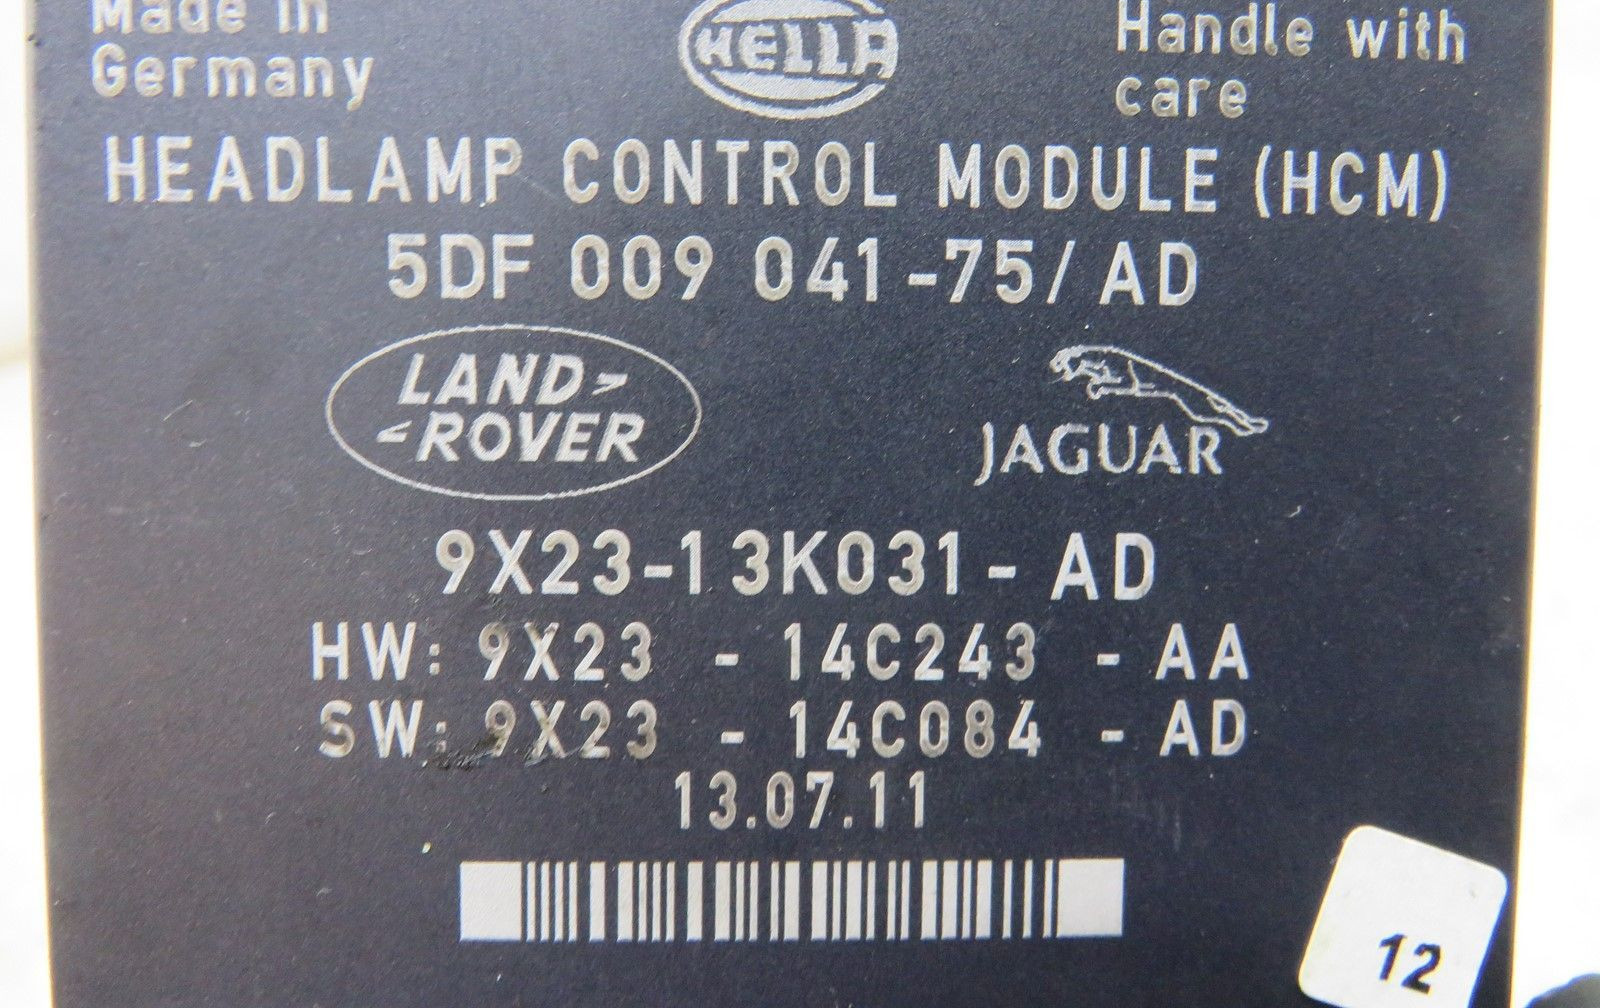 Made in
Germany
HELLA
Handle with
care
HEADLAMP CONTROL MODULE (HCM)
5DF 009 041-75/ AD
LAND
ROVER
JAGUAR
9X23-13K031- AD
HW: 9X23 - 14C243 - AA
SW: 9X23 - 14C084 - AD
13.07.11
12